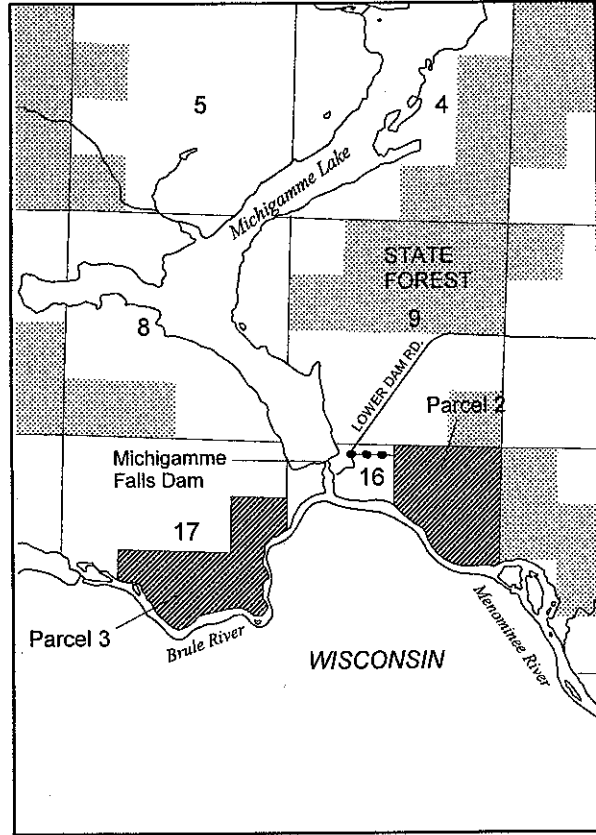 5
4
Michigamme Lake
STATE
FOREST
9
8
LOWER DAM RD.
Parcel 2
Michigamme
Falls Dam
16
17
Parcel 3
Brule River
WISCONSIN
Menominee River